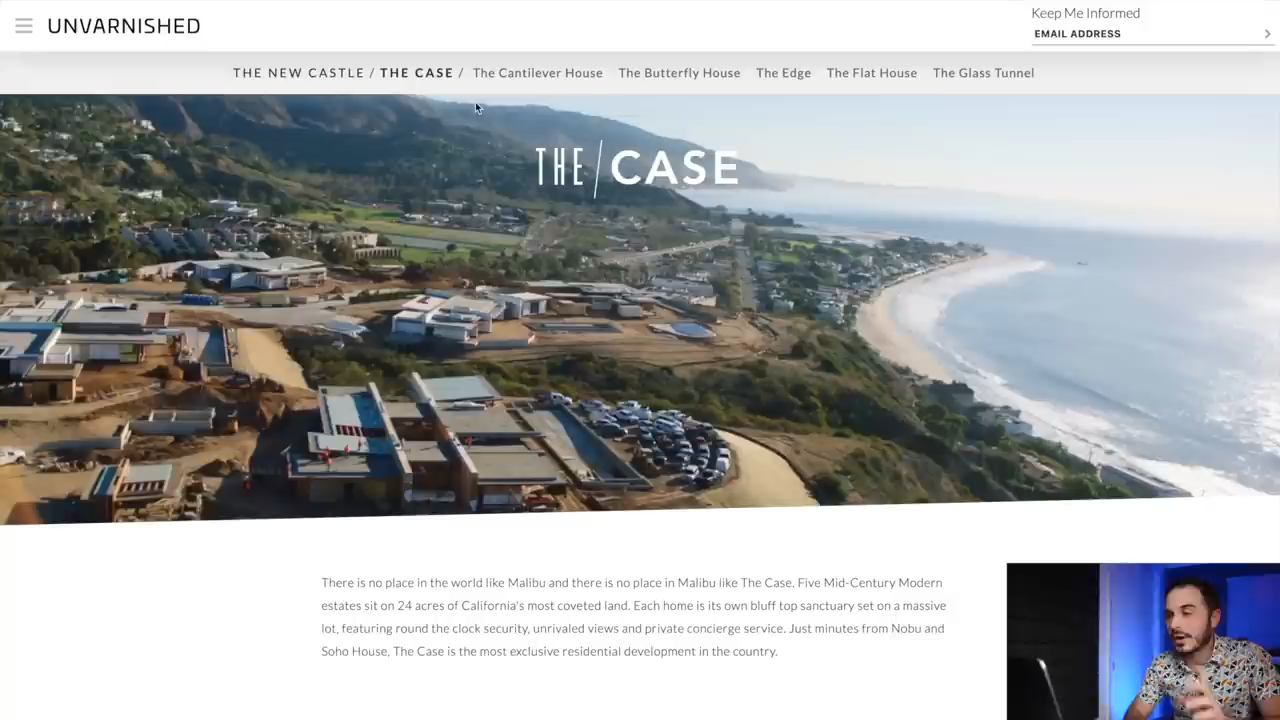 UNVARNISHED
Keep Me Informed
EMAIL ADDRESS
THE NEW CASTLE / THE CASE / The Cantilever House The Butterfly House The Edge The Flat House The Glass Tunnel
THE / CASE
There is no place in the world like Malibu and there is no place in Malibu like The Case. Five Mid-Century Modern
estates sit on 24 acres of California's most coveted land. Each home is its own bluff top sanctuary set on a massive
lot, featuring round the clock security, unrivaled views and private concierge service. Just minutes from Nobu and
Soho House, The Case is the most exclusive residential development in the country.